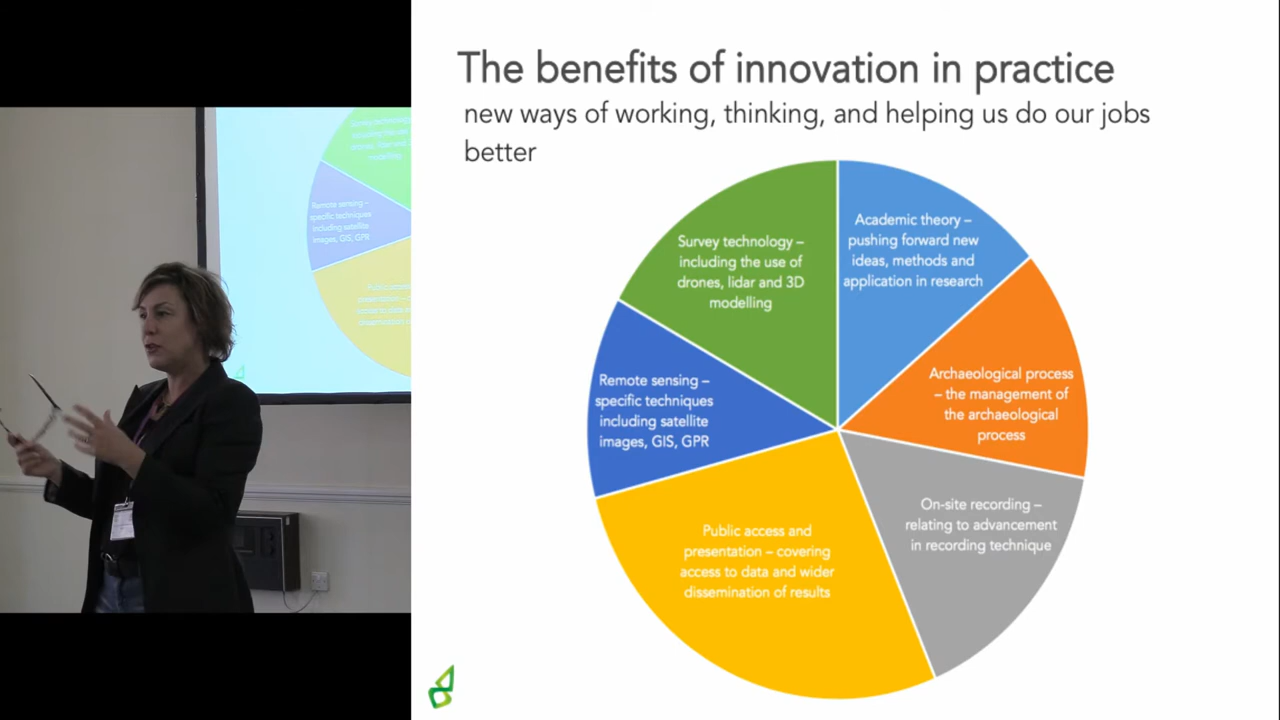 The benefits of innovation in practice
new ways of working, thinking, and helping us do our jobs
better
Survey technology –
including the use of
drones, lidar and 3D
modelling
Academic theory –
pushing forward new
ideas, methods and
application in research
Remote sensing –
specific techniques
including satellite
images, GIS, GPR
Archaeological process
– the management of
the archaeological
process
On-site recording –
relating to advancement
in recording technique
Public access and
presentation – covering
access to data and wider
dissemination of results
Remote sensing –
specific techniques
including satellite
images, GIS, GPR